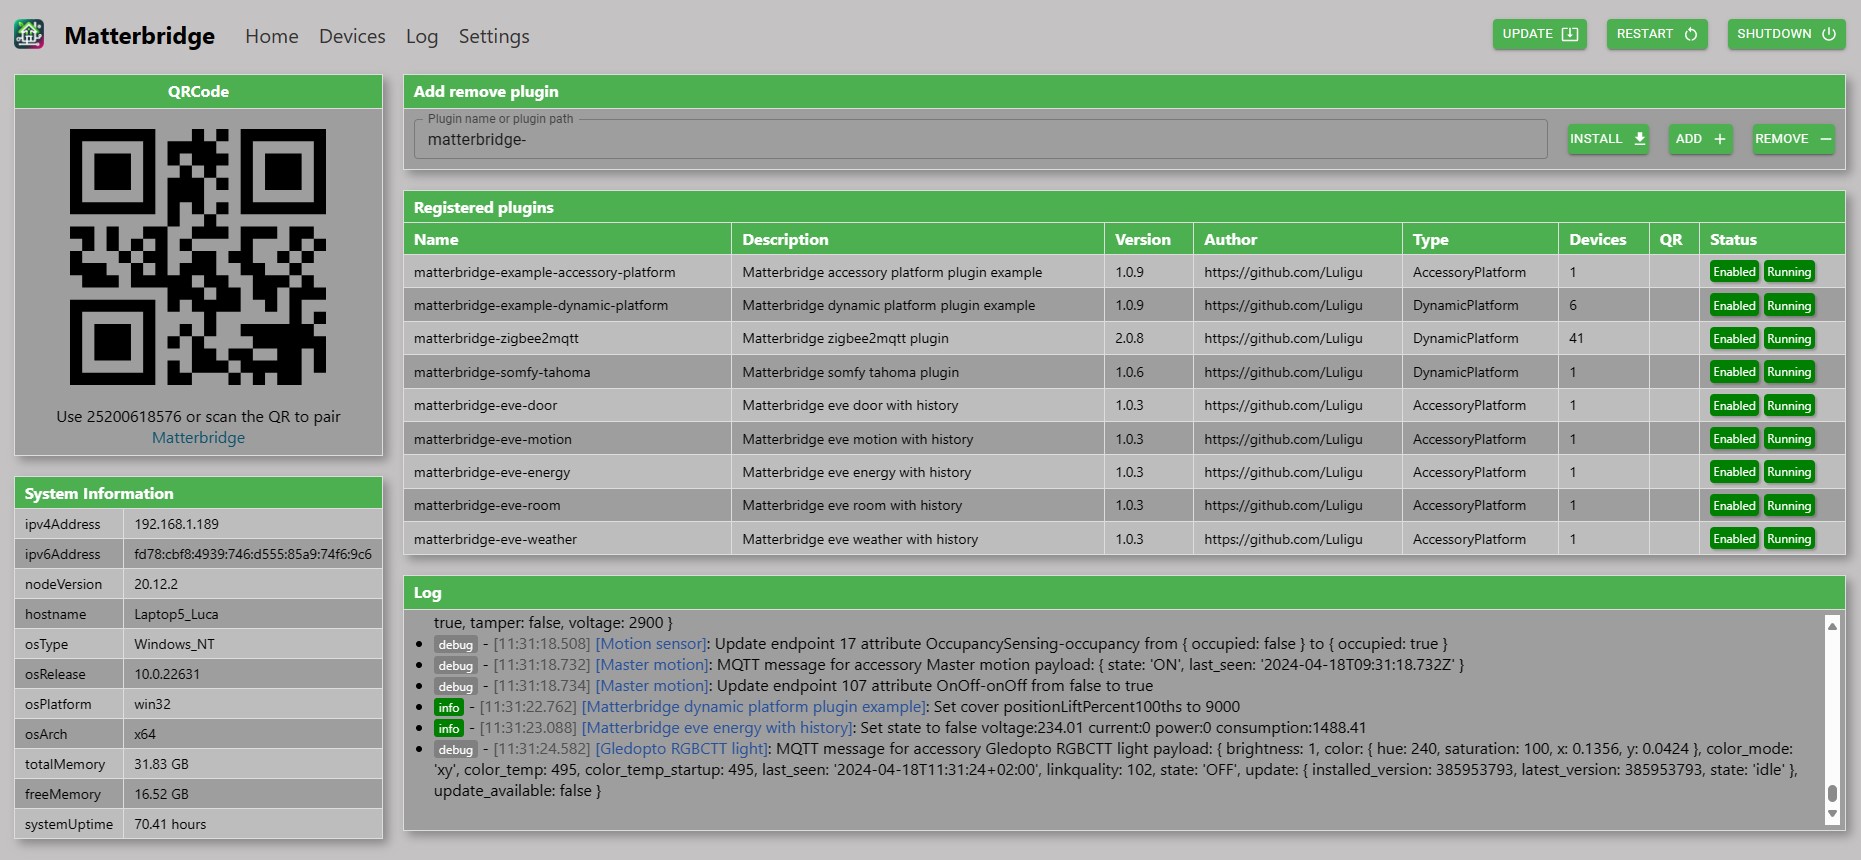 Matterbridge Home Devices Log Settings UPDATE RESTART SHUTDOWN
QRCode
Use 25200618576 or scan the QR to pair
Matterbridge
System Information
ipv4Address 192.168.1.189
ipv6Address fd78:cbf8:4939:746:d555:85a9:74f6:9c6
nodeVersion 20.12.2
hostname Laptop5_Luca
osType Windows_NT
osRelease 10.0.22631
osPlatform win32
osArch x64
totalMemory 31.83 GB
freeMemory 16.52 GB
systemUptime 70.41 hours
Add remove plugin
Plugin name or plugin path
matterbridge- INSTALL ADD REMOVE
Registered plugins
Name Description Version Author Type Devices QR Status
matterbridge-example-accessory-platform Matterbridge accessory platform plugin example 1.0.9 https://github.com/Luligu AccessoryPlatform 1 Enabled Running
matterbridge-example-dynamic-platform Matterbridge dynamic platform plugin example 1.0.9 https://github.com/Luligu DynamicPlatform 6 Enabled Running
matterbridge-zigbee2mqtt Matterbridge zigbee2mqtt plugin 2.0.8 https://github.com/Luligu DynamicPlatform 41 Enabled Running
matterbridge-somfy-tahoma Matterbridge somfy tahoma plugin 1.0.6 https://github.com/Luligu DynamicPlatform 1 Enabled Running
matterbridge-eve-door Matterbridge eve door with history 1.0.3 https://github.com/Luligu AccessoryPlatform 1 Enabled Running
matterbridge-eve-motion Matterbridge eve motion with history 1.0.3 https://github.com/Luligu AccessoryPlatform 1 Enabled Running
matterbridge-eve-energy Matterbridge eve energy with history 1.0.3 https://github.com/Luligu AccessoryPlatform 1 Enabled Running
matterbridge-eve-room Matterbridge eve room with history 1.0.3 https://github.com/Luligu AccessoryPlatform 1 Enabled Running
matterbridge-eve-weather Matterbridge eve weather with history 1.0.3 https://github.com/Luligu AccessoryPlatform 1 Enabled Running
Log
true, tamper: false, voltage: 2900 }
debug - [11:31:18.508] [Motion sensor]: Update endpoint 17 attribute OccupancySensing-occupancy from { occupied: false } to { occupied: true }
debug - [11:31:18.732] [Master motion]: MQTT message for accessory Master motion payload: { state: 'ON', last_seen: '2024-04-18T09:31:18.732Z' }
debug - [11:31:18.734] [Master motion]: Update endpoint 107 attribute OnOff-onOff from false to true
info - [11:31:22.762] [Matterbridge dynamic platform plugin example]: Set cover positionLiftPercent100ths to 9000
info - [11:31:23.088] [Matterbridge eve energy with history]: Set state to false voltage:234.01 current:0 power:0 consumption:1488.41
debug - [11:31:24.582] [Gledopto RGBCTT light]: MQTT message for accessory Gledopto RGBCTT light payload: { brightness: 1, color: { hue: 240, saturation: 100, x: 0.1356, y: 0.0424 }, color_mode:
'xy', color_temp: 495, color_temp_startup: 495, last_seen: '2024-04-18T11:31:24+02:00', linkquality: 102, state: 'OFF', update: { installed_version: 385953793, latest_version: 385953793, state: 'idle' },
update_available: false }